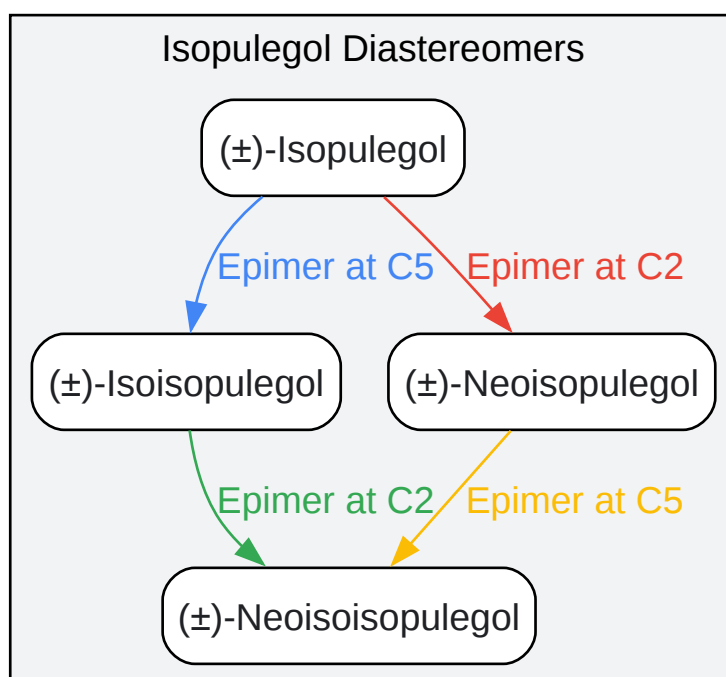 Isopulegol Diastereomers
(±)-Isopulegol
Epimer at C5
Epimer at C2
(±)-Isoisopulegol
(±)-Neoisopulegol
Epimer at C2
Epimer at C5
(±)-Neoisoisopulegol